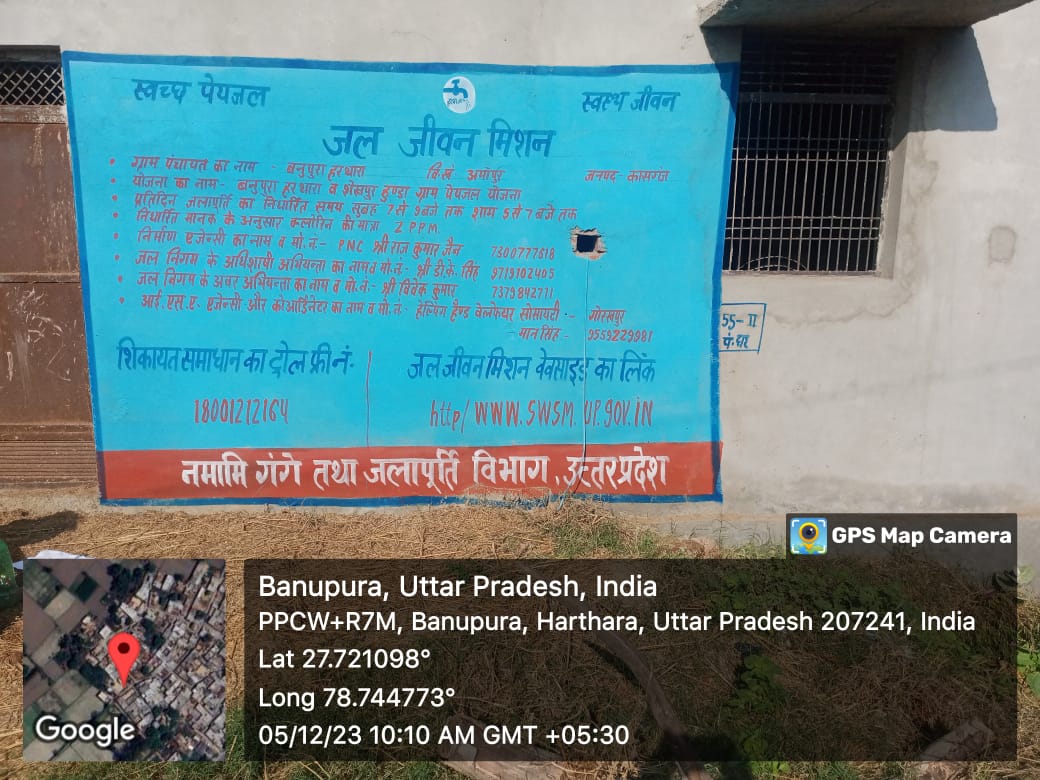 स्वच्छ पेयजल
स्वस्थ जीवन
जल जीवन मिशन
• ग्राम पंचायत का नाम - बनुपुरा हरथारा वि.खं. अमांपुर जनपद- कासगंज
• योजना का नाम:- बनुपुरा हरथारा व शेखपुर हुण्डा ग्राम पेयजल योजना
• प्रतिदिन जलापूर्ति का निर्धारित समय सुबह 7 से 9 बजे तक शाम 5 से 7 बजे तक
• निर्धारित मानक के अनुसार क्लोरिन की मात्रा 2 PPM.
• निर्माण एजेन्सी का नाम व मो.नं:- PNC श्री राज कुमार जैन 7300777618
• जल निगम के अधिशाषी अभियन्ता का नाम व मो.नं:- श्री डी.के. सिंह 9719102405
• जल निगम के अवर अभियन्ता का नाम व मो.नं:- श्री विवेक कुमार 7379842771
• आई.एस.ए. एजेन्सी और कोआर्डिनेटर का नाम व मो.नं: हेल्पिंग हैण्ड वेलफेयर सोसायटी:- गोरखपुर
- मान सिंह - 9559229981
शिकायत समाधान का ट्रोल फ्री नं:
18001212164
जल जीवन मिशन वेबसाइड का लिंक
http/WWW.SWSM.UP.GOV.IN
नमामि गंगे तथा जलापूर्ति विभाग, उत्तर प्रदेश
55-II
पं.घर
GPS Map Camera
Banupura, Uttar Pradesh, India
PPCW+R7M, Banupura, Harthara, Uttar Pradesh 207241, India
Lat 27.721098°
Long 78.744773°
05/12/23 10:10 AM GMT +05:30
Google